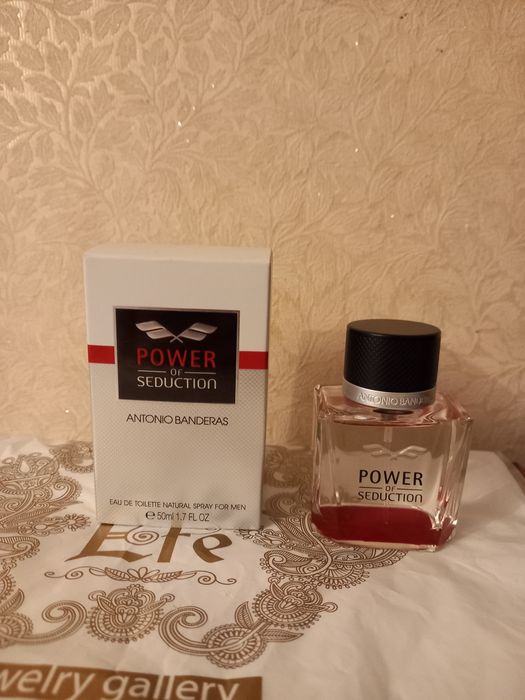 POWER
OF
SEDUCTION
ANTONIO BANDERAS
EAU DE TOILETTE NATURAL SPRAY FOR MEN
e 50ml 1.7 FL OZ
ANTONIO BANDER
POWER
OF
SEDUCTION
Ete
welry gallery